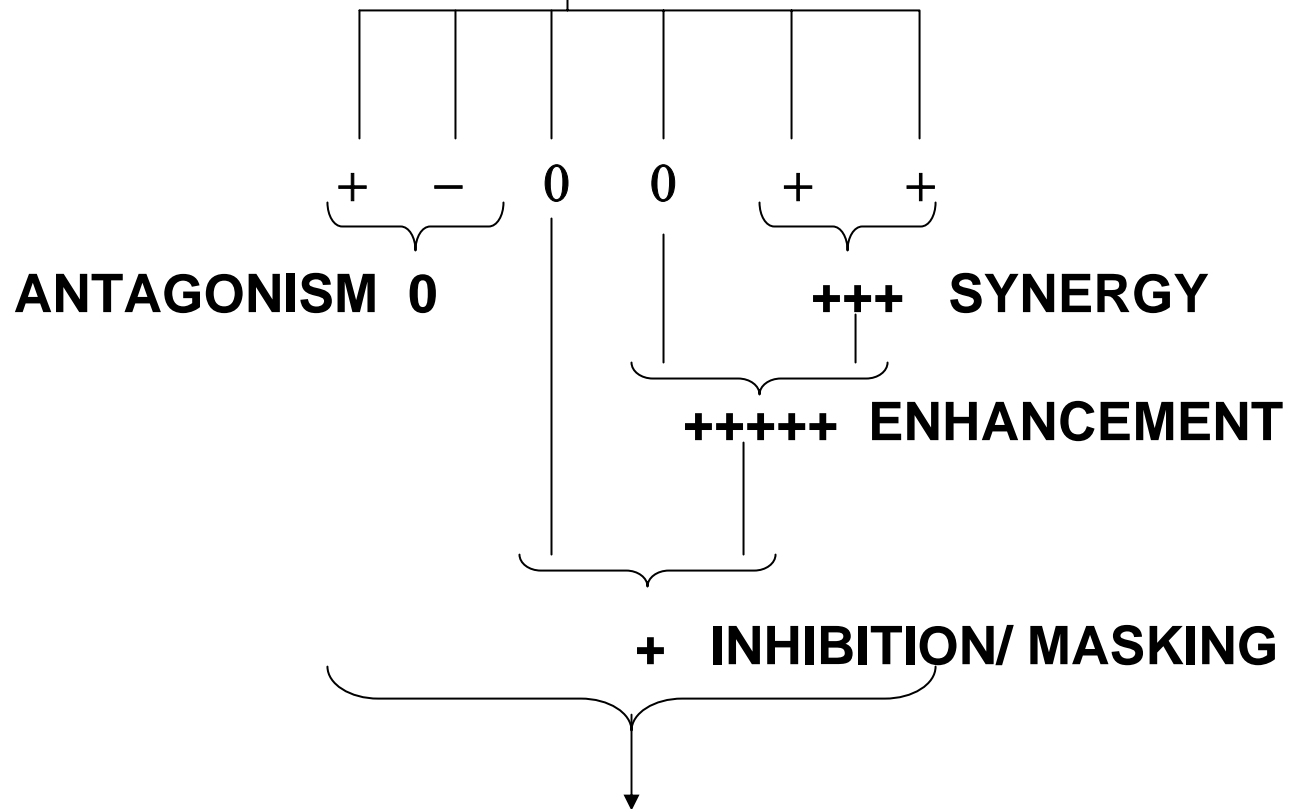 + − 0 0 + +
ANTAGONISM 0 +++ SYNERGY
+++++ ENHANCEMENT
+ INHIBITION/ MASKING